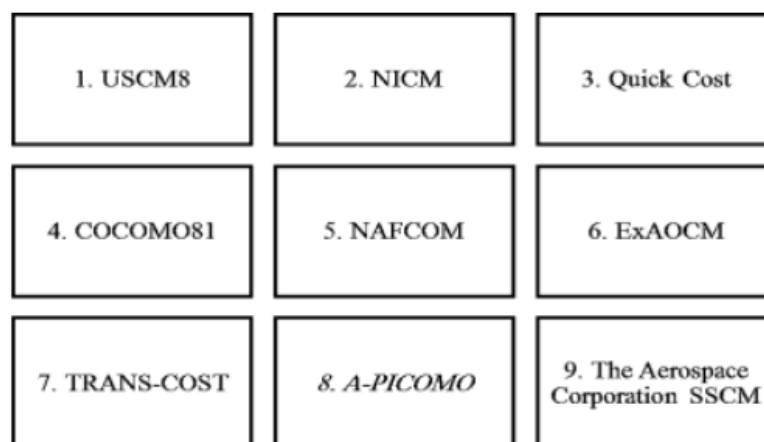 1. USCM8
2. NICM
3. Quick Cost
4. COCOMO81
5. NAFCOM
6. ExAOCM
7. TRANS-COST
8. A-PICOMO
9. The Aerospace
Corporation SSCM